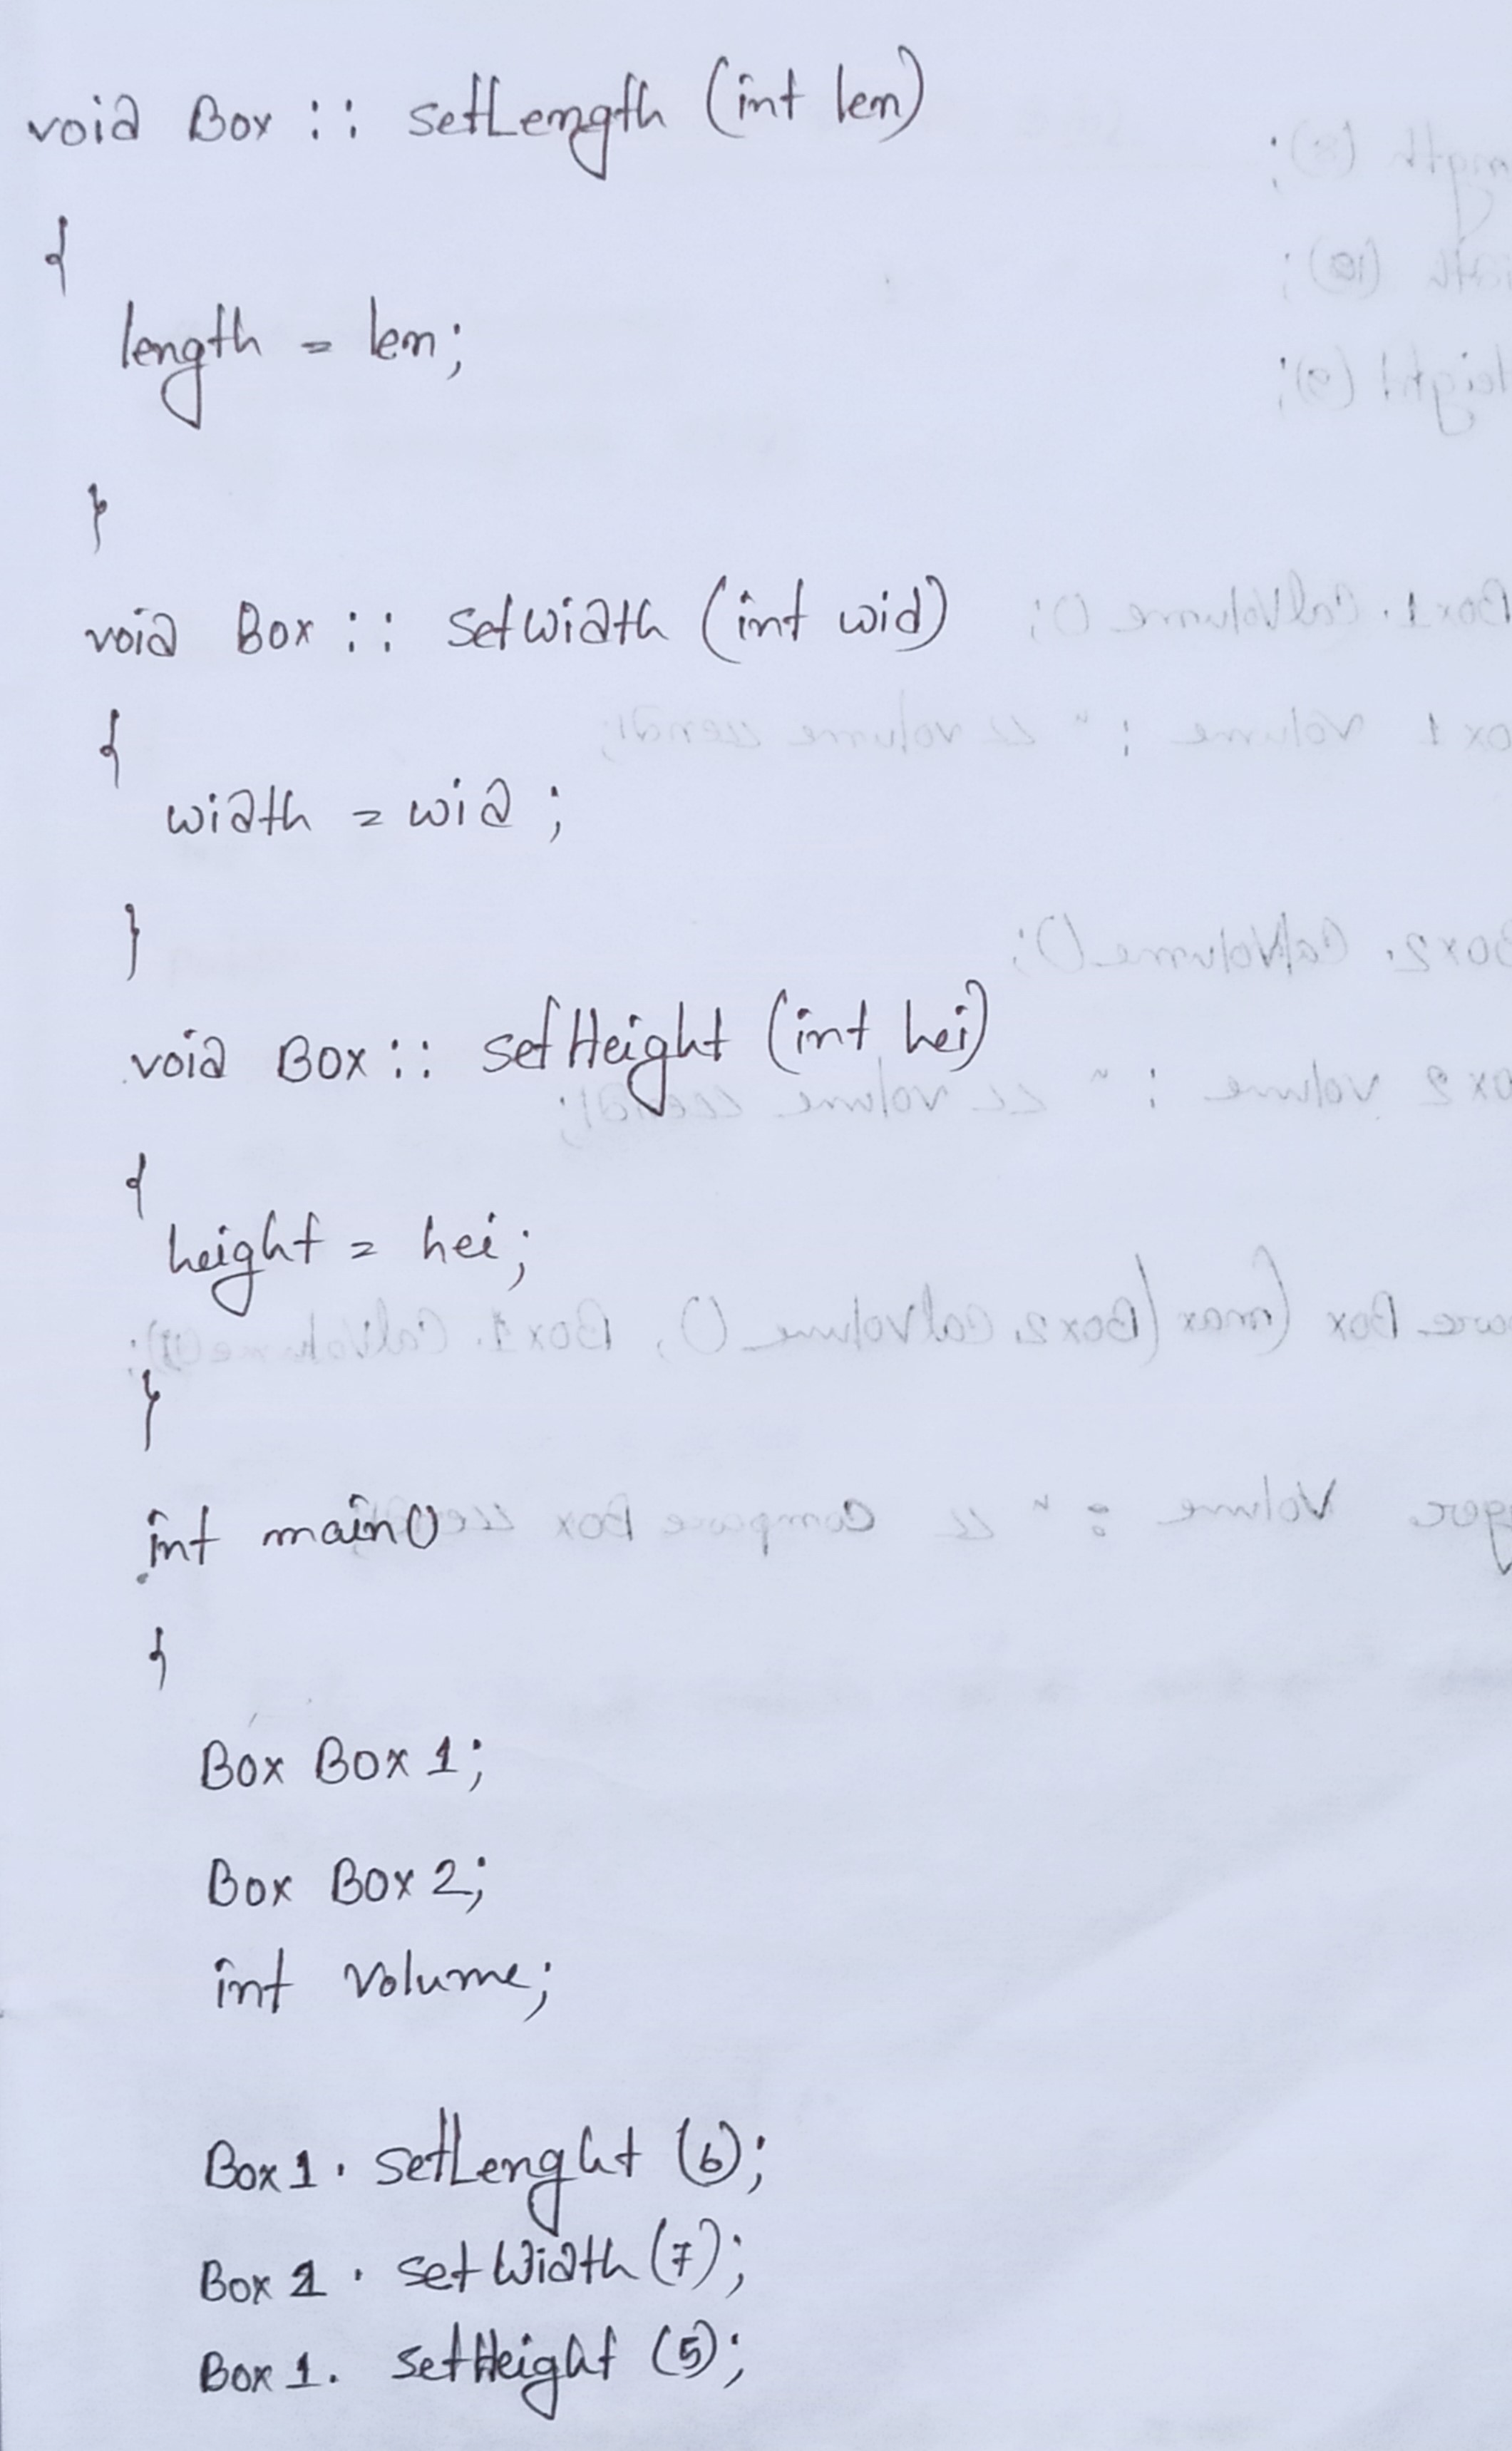 void Box :: setLength (int len)
{
length = len;
}
void Box :: setWidth (int wid)
{
width = wid;
}
void Box :: setHeight (int hei)
{
height = hei;
}
int main()
{
Box Box 1;
Box Box 2;
int volume;
Box 1. setLenght (6);
Box 1. setWidth (7);
Box 1. setHeight (5);